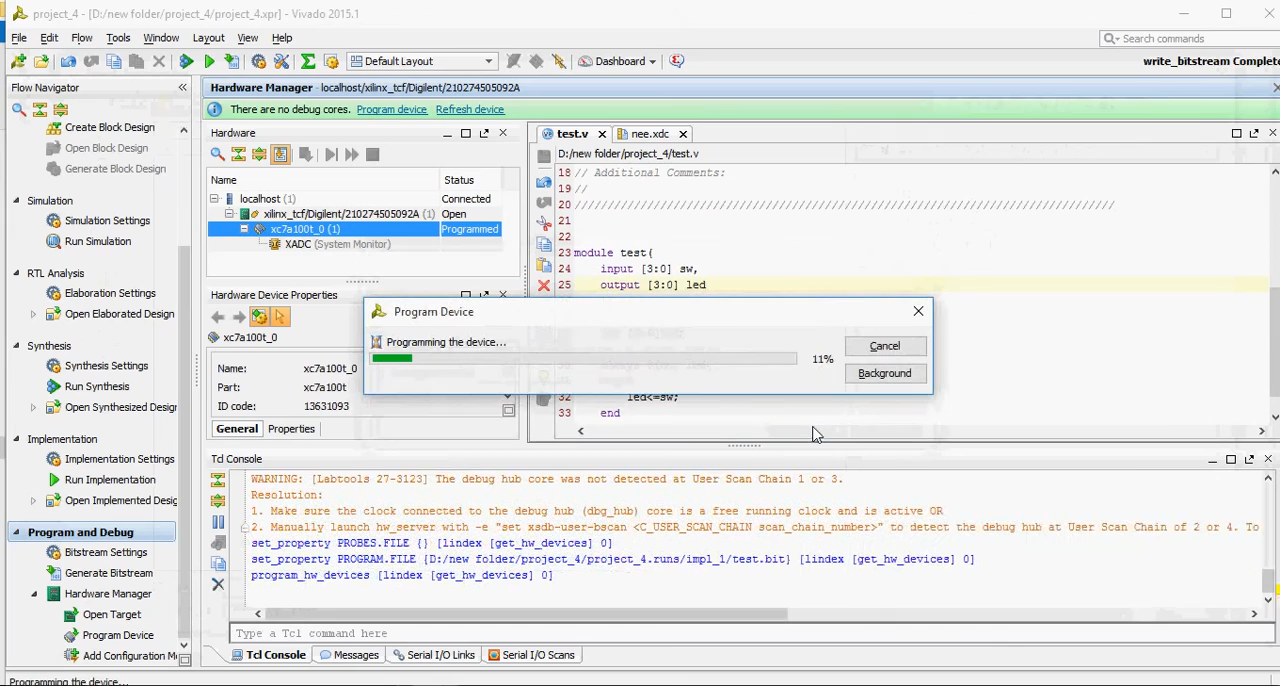 project_4 - [D:/new folder/project_4/project_4.xpr] - Vivado 2015.1
File Edit Flow Tools Window Layout View Help
Search commands
Default Layout
Dashboard
write_bitstream Complete
Flow Navigator
Hardware Manager - localhost/xilinx_tcf/Digilent/210274505092A
There are no debug cores. Program device Refresh device
Create Block Design
Open Block Design
Generate Block Design
Simulation
Simulation Settings
Run Simulation
RTL Analysis
Elaboration Settings
Open Elaborated Design
Synthesis
Synthesis Settings
Run Synthesis
Open Synthesized Design
Implementation
Implementation Settings
Run Implementation
Open Implemented Desig
Program and Debug
Bitstream Settings
Generate Bitstream
Hardware Manager
Open Target
Program Device
Add Configuration M
Hardware
Name Status
localhost (1) Connected
xilinx_tcf/Digilent/210274505092A (1) Open
xc7a100t_0 (1) Programmed
XADC (System Monitor)
Hardware Device Properties
xc7a100t_0
Name: xc7a100t_0
Part: xc7a100t
ID code: 13631093
General Properties
test.v nee.xdc
D:/new folder/project_4/test.v
18 // Additional Comments:
19 //
20 //////////////////////////////////////////////////////////////////////////////////
21
22
23 module test(
24 input [3:0] sw,
25 output [3:0] led
32 led<=sw;
33 end
Program Device
Programming the device...
11%
Cancel
Background
Tcl Console
WARNING: [Labtools 27-3123] The debug hub core was not detected at User Scan Chain 1 or 3.
Resolution:
1. Make sure the clock connected to the debug hub (dbg_hub) core is a free running clock and is active OR
2. Manually launch hw_server with -e "set xsdb-user-bscan <C_USER_SCAN_CHAIN scan_chain_number>" to detect the debug hub at User Scan Chain of 2 or 4. To
set_property PROBES.FILE {} [lindex [get_hw_devices] 0]
set_property PROGRAM.FILE {D:/new folder/project_4/project_4.runs/impl_1/test.bit} [lindex [get_hw_devices] 0]
program_hw_devices [lindex [get_hw_devices] 0]
Type a Tcl command here
Tcl Console Messages Serial I/O Links Serial I/O Scans
Programming the device...